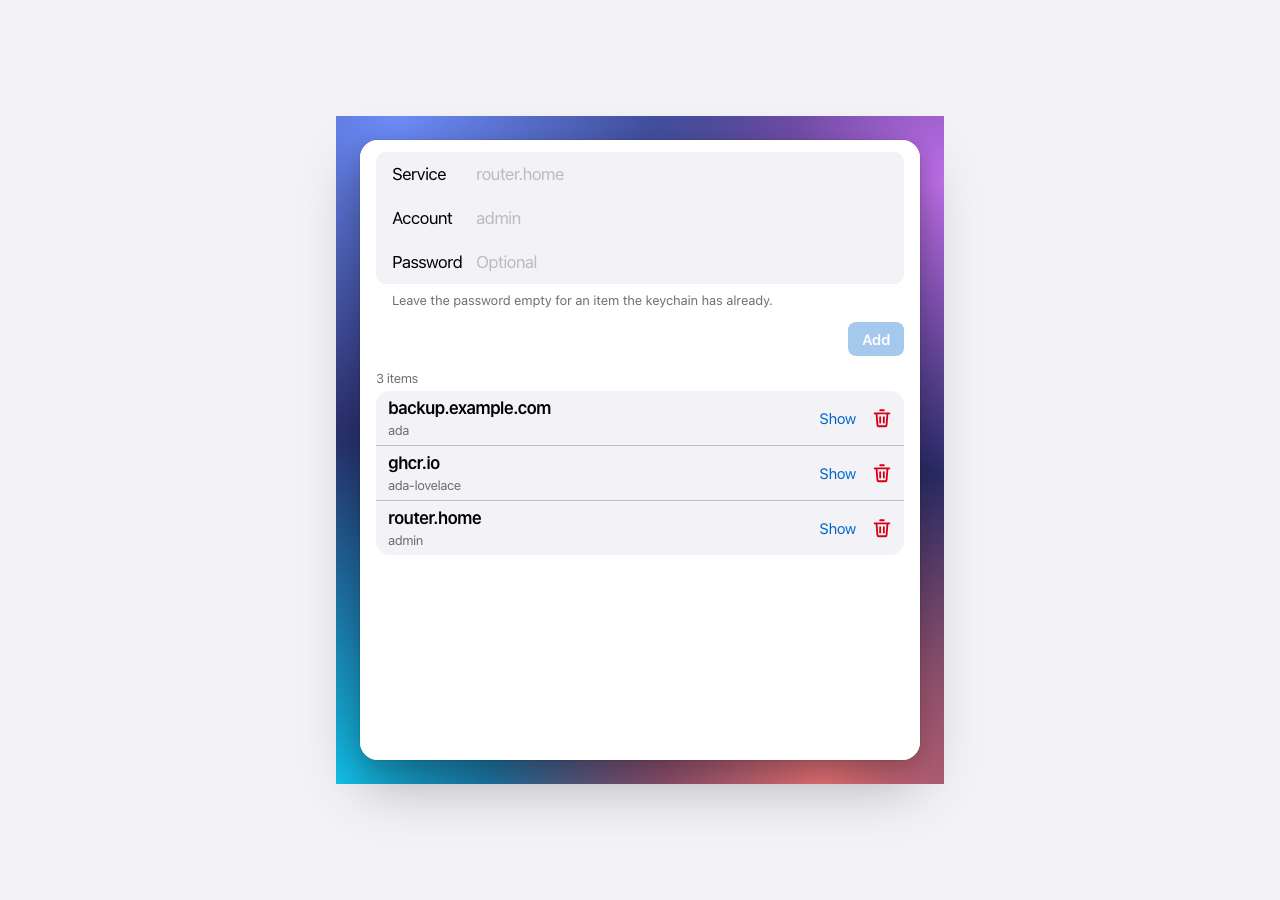 Service router.home
Account admin
Password Optional
Leave the password empty for an item the keychain has already.
Add
3 items
backup.example.com
ada
Show
ghcr.io
ada-lovelace
Show
router.home
admin
Show